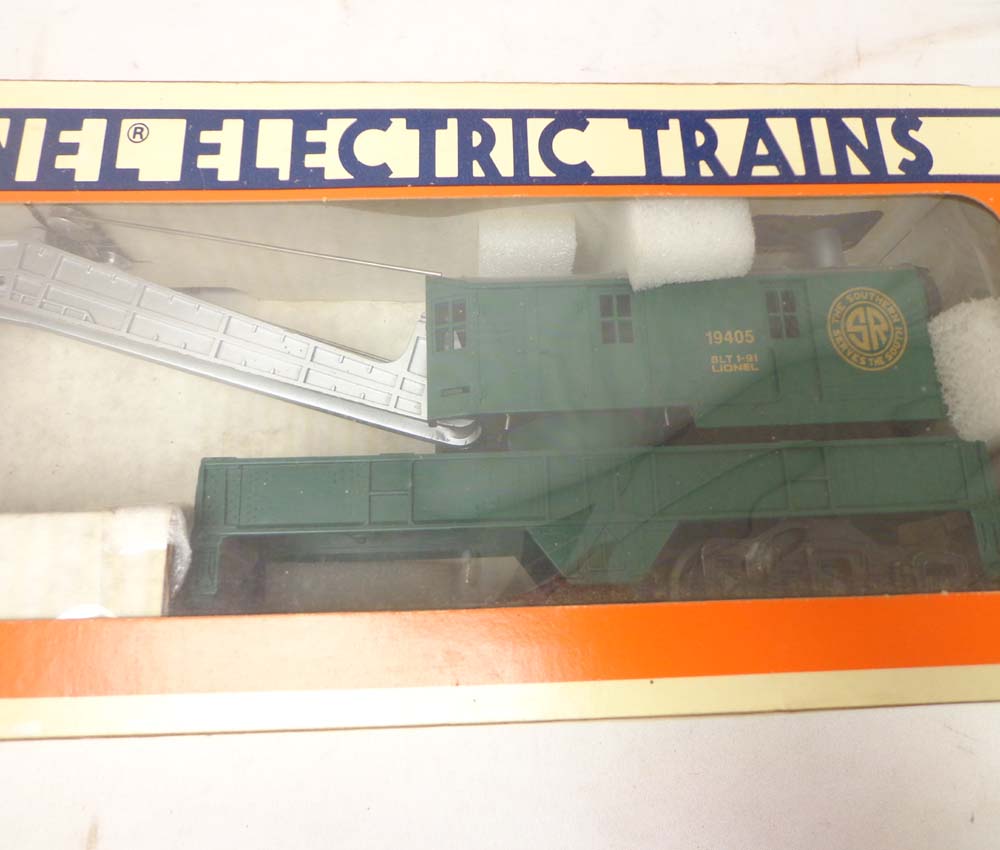 NEL® ELECTRIC TRAINS
19405
BLT 1-91
LIONEL
THE SOUTHERN
SR
SERVES THE SOUTH